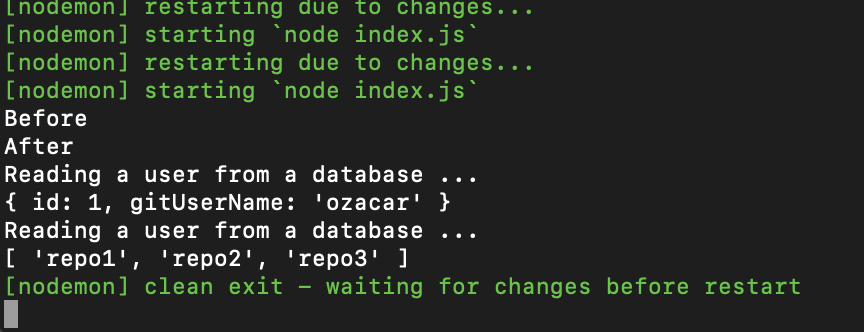 [nodemon] restarting due to changes...
[nodemon] starting `node index.js`
[nodemon] restarting due to changes...
[nodemon] starting `node index.js`
Before
After
Reading a user from a database ...
{ id: 1, gitUserName: 'ozacar' }
Reading a user from a database ...
[ 'repo1', 'repo2', 'repo3' ]
[nodemon] clean exit – waiting for changes before restart